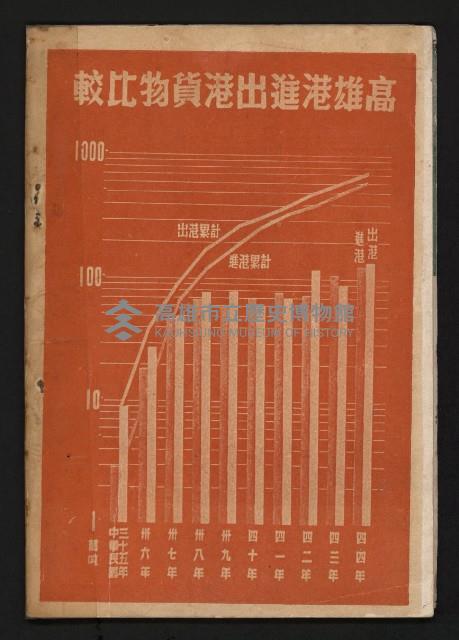 高雄港進出港貨物比較
1000
出港累計
進港累計
出港
進港
100
高雄市立歷史博物館
KAOHSIUNG MUSEUM OF HISTORY
10
1
萬噸
中華民國
三十五年
卅六年
卅七年
卅八年
卅九年
四十年
四一年
四二年
四三年
四四年